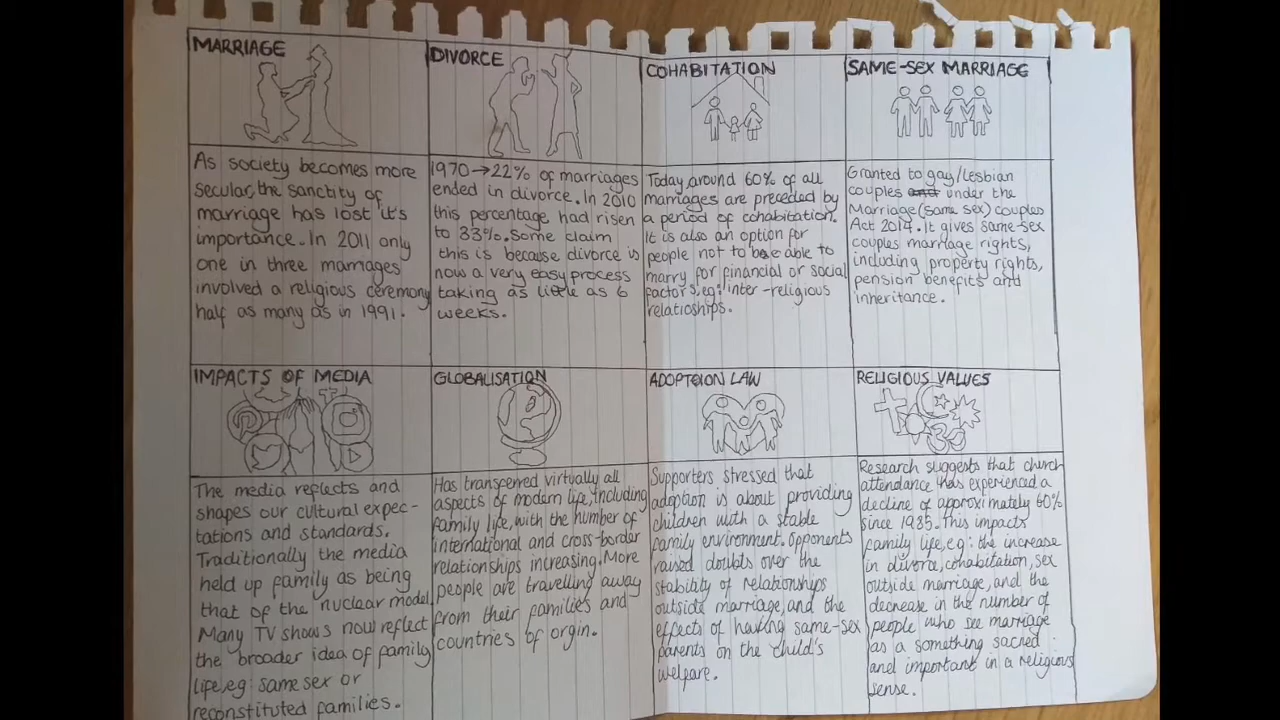 MARRIAGE
As society becomes more
secular, the sanctity of
marriage has lost it's
importance. In 2011 only
one in three marriages
involved a religious ceremony
half as many as in 1991.
DIVORCE
1970→22% of marriages
ended in divorce. In 2010
this percentage had risen
to 33%. Some claim
this is because divorce is
now a very easy process
taking as little as 6
weeks.
COHABITATION
Today, around 60% of all
marriages are preceded by
a period of cohabitation.
It is also an option for
people not to be able to
marry for financial or social
factors, eg: inter-religious
relatioships.
SAME-SEX MARRIAGE
Granted to gay/lesbian
couples and under the
Marriage (same sex) couples
Act 2014. It gives same-sex
couples marriage rights,
including property rights,
pension benefits and
inheritance.
IMPACTS OF MEDIA
The media reflects and
shapes our cultural expec-
tations and standards.
Traditionally the media
held up family as being
that of the nuclear model.
Many TV shows now reflect
the broader idea of family
life, eg: same sex or
reconstituted families.
GLOBALISATION
Has transferred virtually all
aspects of modern life, including
family life, with the number of
international and cross-border
relationships increasing. More
people are travelling away
from their families and
countries of orgin.
ADOPTION LAW
Supporters stressed that
adoption is about providing
children with a stable
family environment. Opponents
raised doubts over the
stability of relationships
outside marriage, and the
effects of having same-sex
parents on the child's
welfare.
RELIGIOUS VALUES
Research suggests that church
attendance has experienced a
decline of approximately 60%
since 1985. This impacts
family life, eg: the increase
in divorce, cohabitation, sex
outside marriage, and the
decrease in the number of
people who see marriage
as a something sacred
and important in a religious
sense.